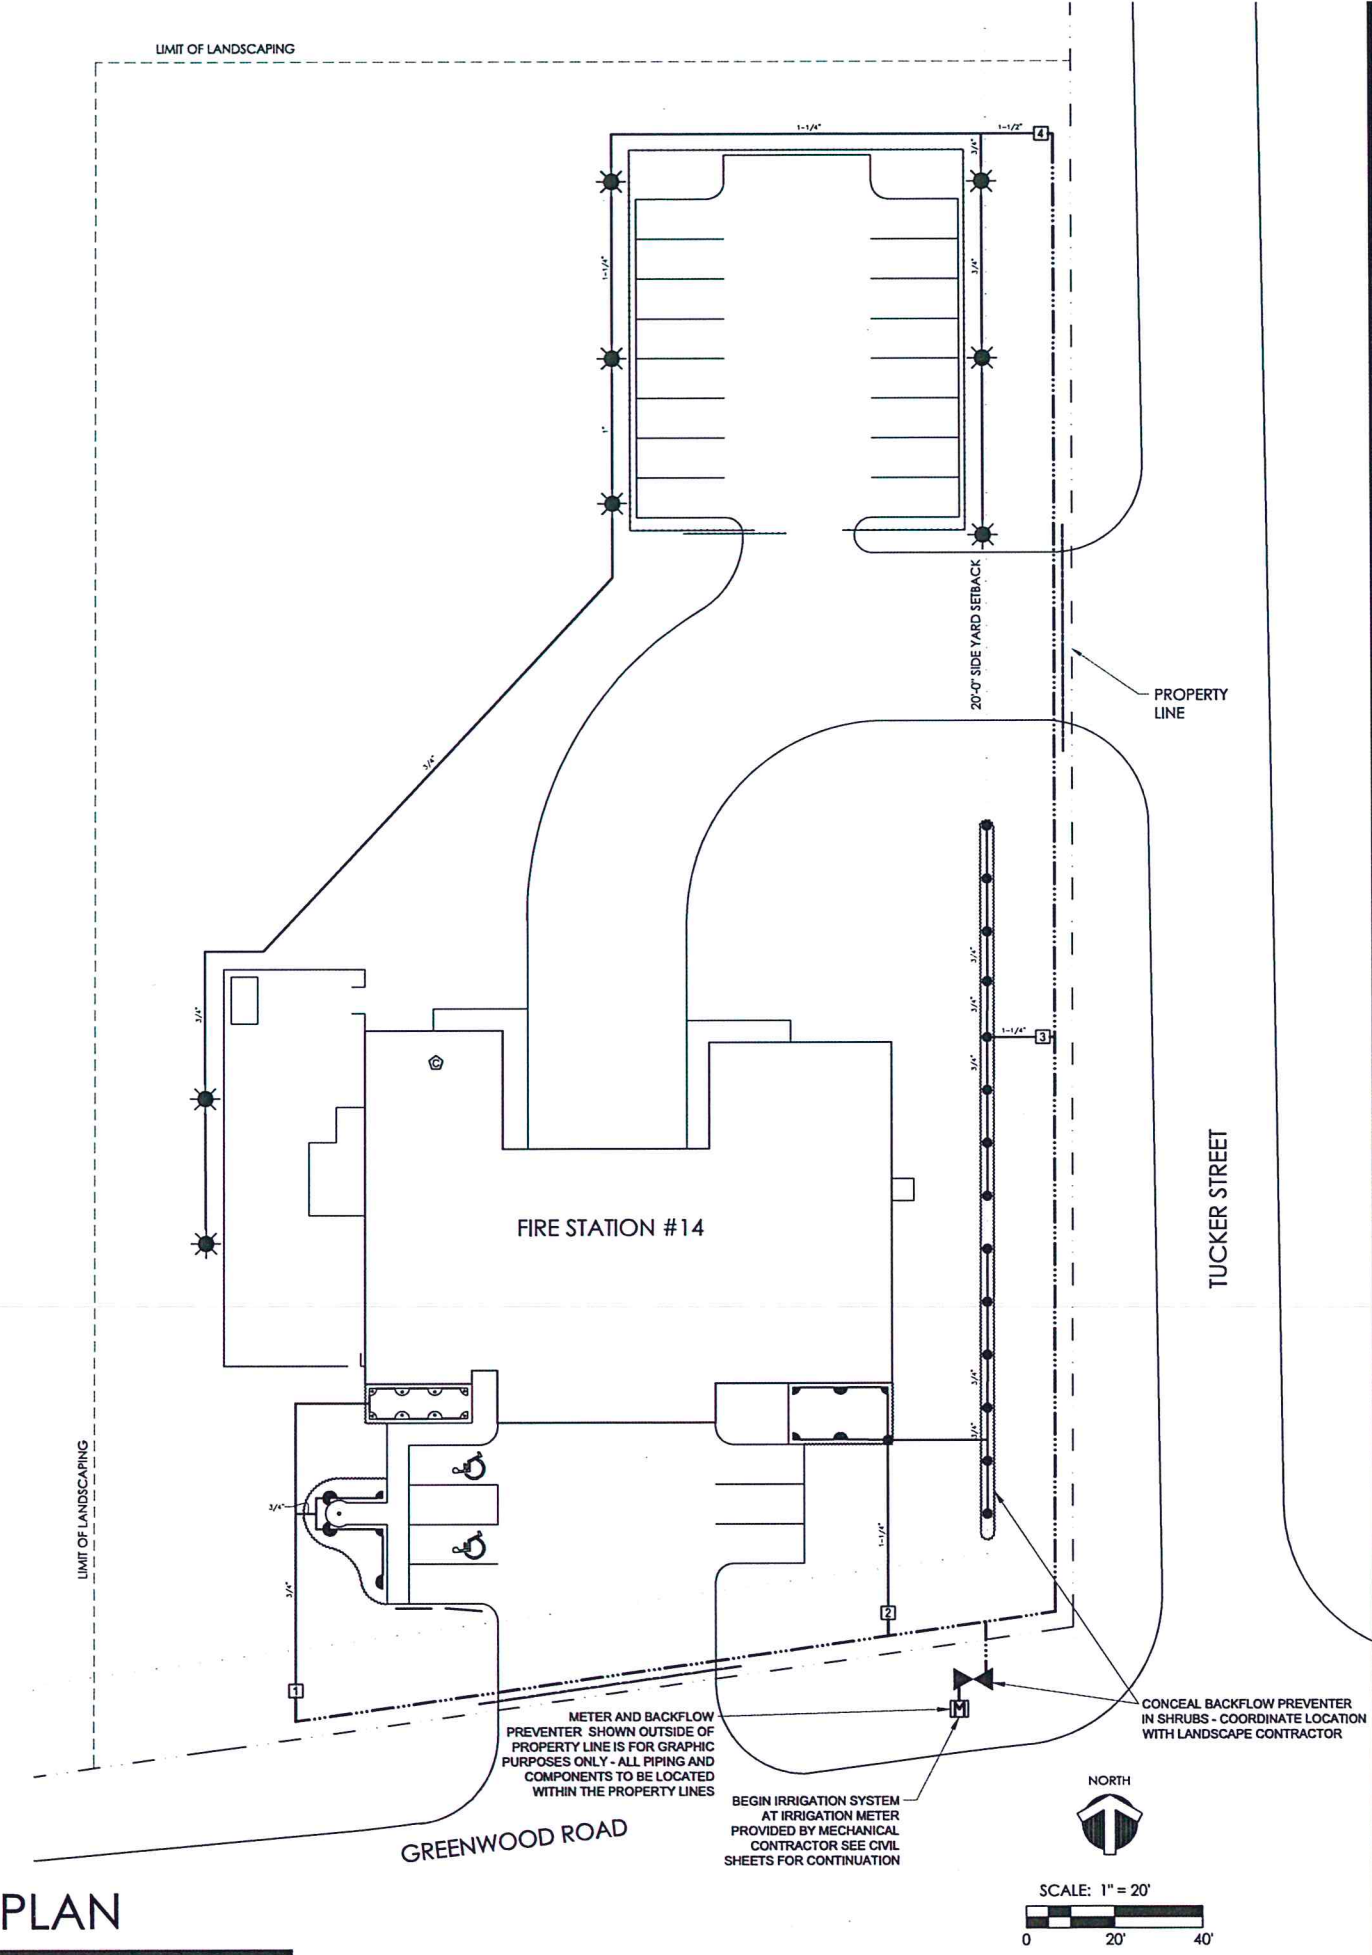 LIMIT OF LANDSCAPING
1-1/4"
1-1/2"
4
3/4"
1-1/4"
3/4"
1"
20'-0" SIDE YARD SETBACK
PROPERTY
LINE
3/4"
3/4"
3/4"
3/4"
1-1/4"
3
3/4"
C
TUCKER STREET
FIRE STATION #14
3/4"
3/4"
LIMIT OF LANDSCAPING
3/4"
1-1/4"
3/4"
2
1
METER AND BACKFLOW
PREVENTER SHOWN OUTSIDE OF
PROPERTY LINE IS FOR GRAPHIC
PURPOSES ONLY - ALL PIPING AND
COMPONENTS TO BE LOCATED
WITHIN THE PROPERTY LINES
M
CONCEAL BACKFLOW PREVENTER
IN SHRUBS - COORDINATE LOCATION
WITH LANDSCAPE CONTRACTOR
BEGIN IRRIGATION SYSTEM
AT IRRIGATION METER
PROVIDED BY MECHANICAL
CONTRACTOR SEE CIVIL
SHEETS FOR CONTINUATION
GREENWOOD ROAD
NORTH
SCALE: 1" = 20'
0 20' 40'
PLAN